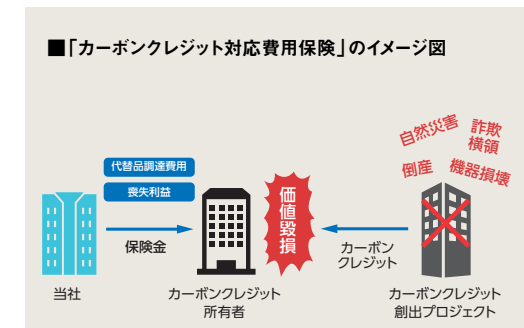 ■「カーボンクレジット対応費用保険」のイメージ図
自然災害
詐欺
横領
倒産
機器損壊
代替品調達費用
喪失利益
価値毀損
保険金
カーボン
クレジット
当社
カーボンクレジット
所有者
カーボンクレジット
創出プロジェクト